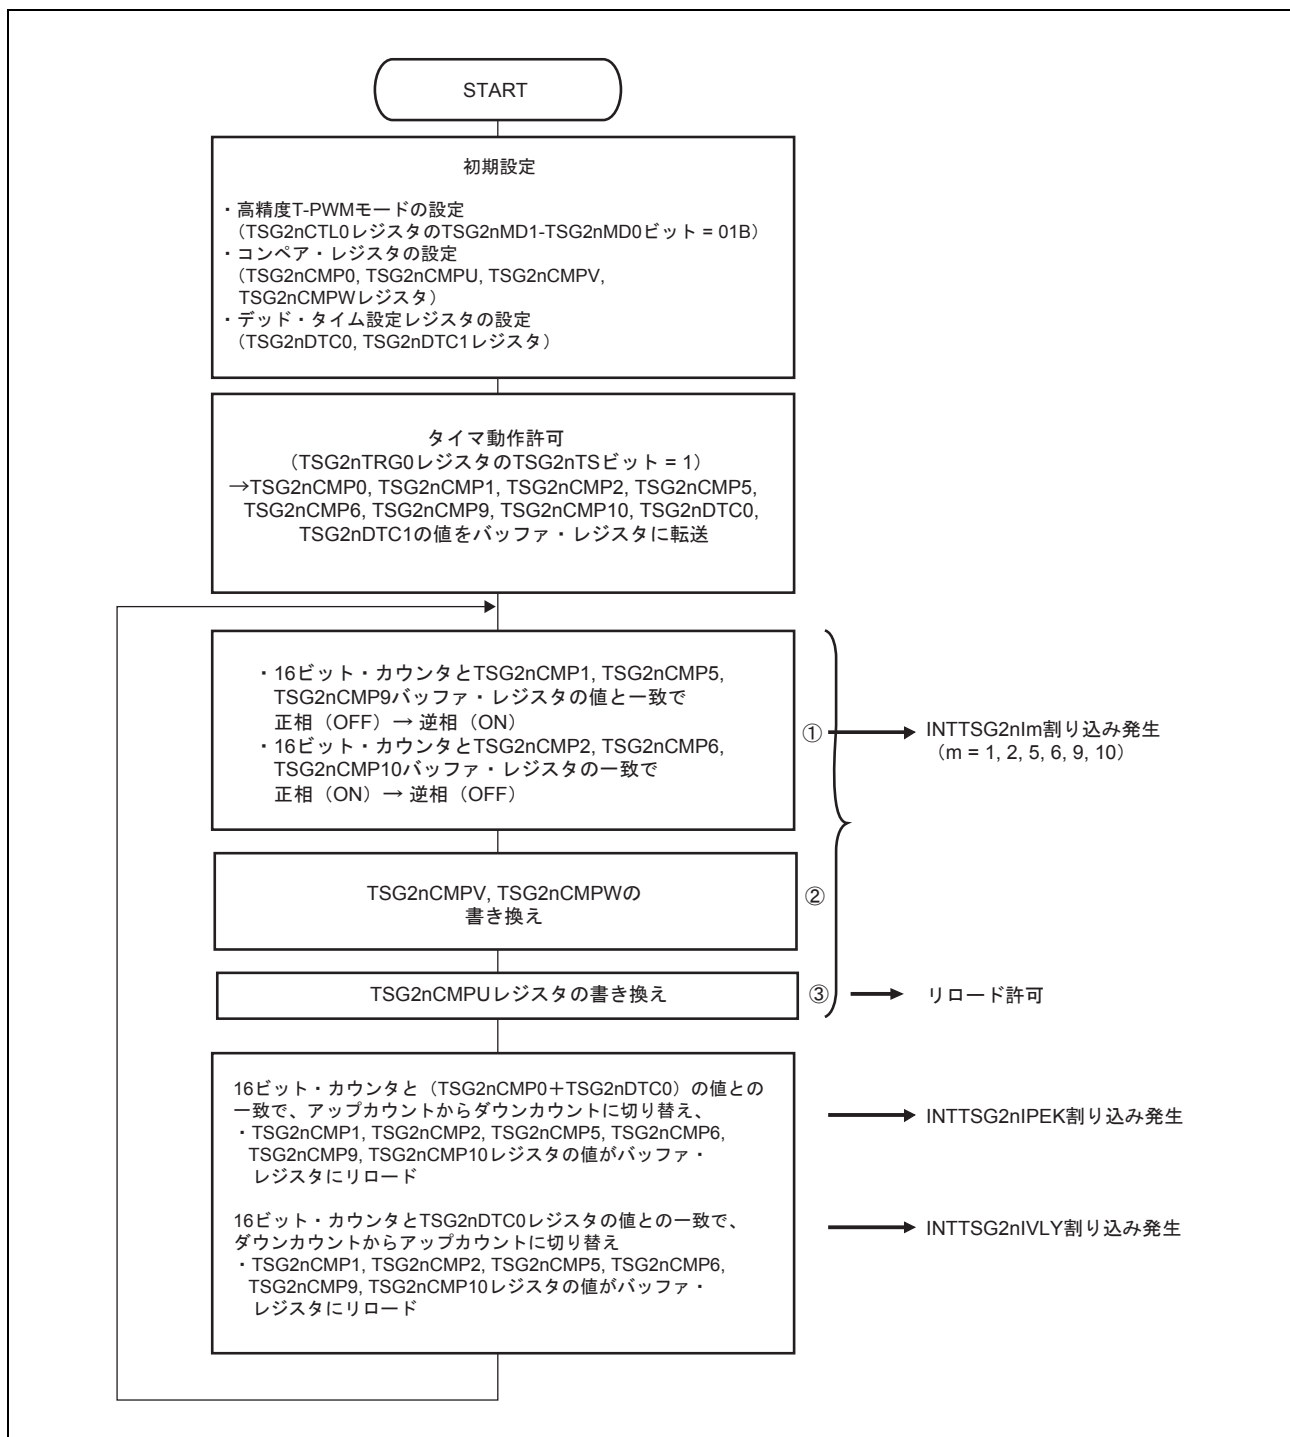 START
初期設定
・高精度T-PWMモードの設定
（TSG2nCTL0レジスタのTSG2nMD1-TSG2nMD0ビット = 01B）
・コンペア・レジスタの設定
（TSG2nCMP0, TSG2nCMPU, TSG2nCMPV,
TSG2nCMPWレジスタ）
・デッド・タイム設定レジスタの設定
（TSG2nDTC0, TSG2nDTC1レジスタ）
タイマ動作許可
（TSG2nTRG0レジスタのTSG2nTSビット = 1）
→TSG2nCMP0, TSG2nCMP1, TSG2nCMP2, TSG2nCMP5,
TSG2nCMP6, TSG2nCMP9, TSG2nCMP10, TSG2nDTC0,
TSG2nDTC1の値をバッファ・レジスタに転送
・16ビット・カウンタとTSG2nCMP1, TSG2nCMP5,
TSG2nCMP9バッファ・レジスタの値と一致で
正相（OFF）→ 逆相（ON）
・16ビット・カウンタとTSG2nCMP2, TSG2nCMP6,
TSG2nCMP10バッファ・レジスタの一致で
正相（ON）→ 逆相（OFF）
①
INTTSG2nIm割り込み発生
（m = 1, 2, 5, 6, 9, 10）
TSG2nCMPV, TSG2nCMPWの
書き換え
②
TSG2nCMPUレジスタの書き換え
③
リロード許可
16ビット・カウンタと（TSG2nCMP0＋TSG2nDTC0）の値との
一致で、アップカウントからダウンカウントに切り替え、
・TSG2nCMP1, TSG2nCMP2, TSG2nCMP5, TSG2nCMP6,
TSG2nCMP9, TSG2nCMP10レジスタの値がバッファ・
レジスタにリロード
INTTSG2nIPEK割り込み発生
16ビット・カウンタとTSG2nDTC0レジスタの値との一致で、
ダウンカウントからアップカウントに切り替え
・TSG2nCMP1, TSG2nCMP2, TSG2nCMP5, TSG2nCMP6,
TSG2nCMP9, TSG2nCMP10レジスタの値がバッファ・
レジスタにリロード
INTTSG2nIVLY割り込み発生